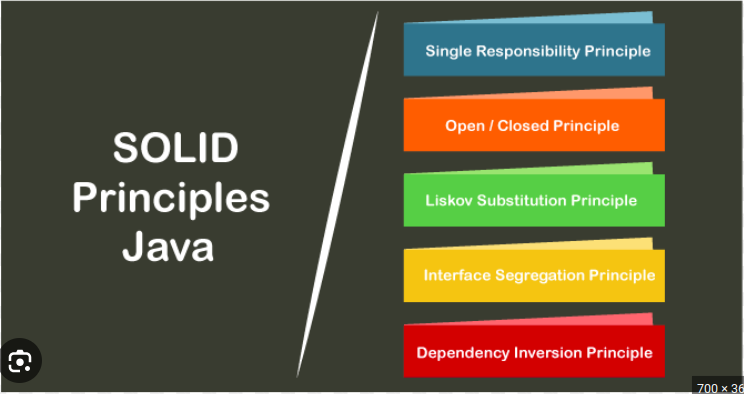 SOLID
Principles
Java
Single Responsibility Principle
Open / Closed Principle
Liskov Substitution Principle
Interface Segregation Principle
Dependency Inversion Principle
700 × 36